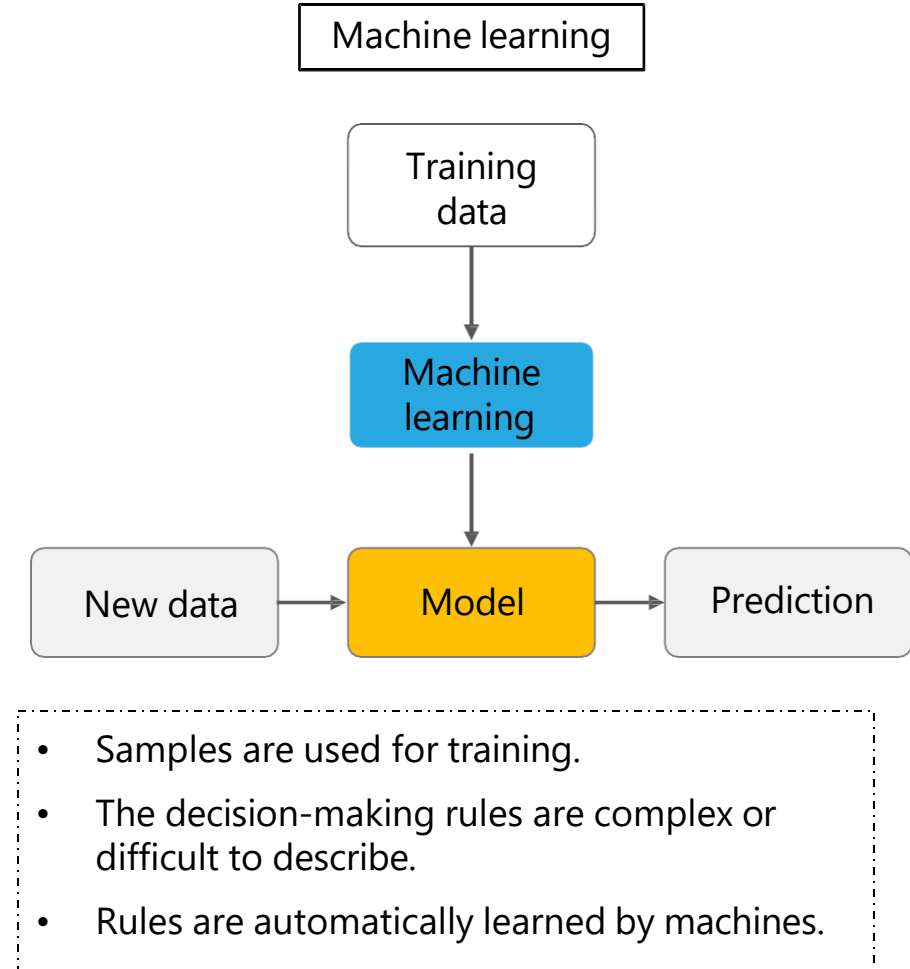 Machine learning
Training
data
Machine
learning
New data
Model
Prediction
• Samples are used for training.
• The decision-making rules are complex or
difficult to describe.
• Rules are automatically learned by machines.